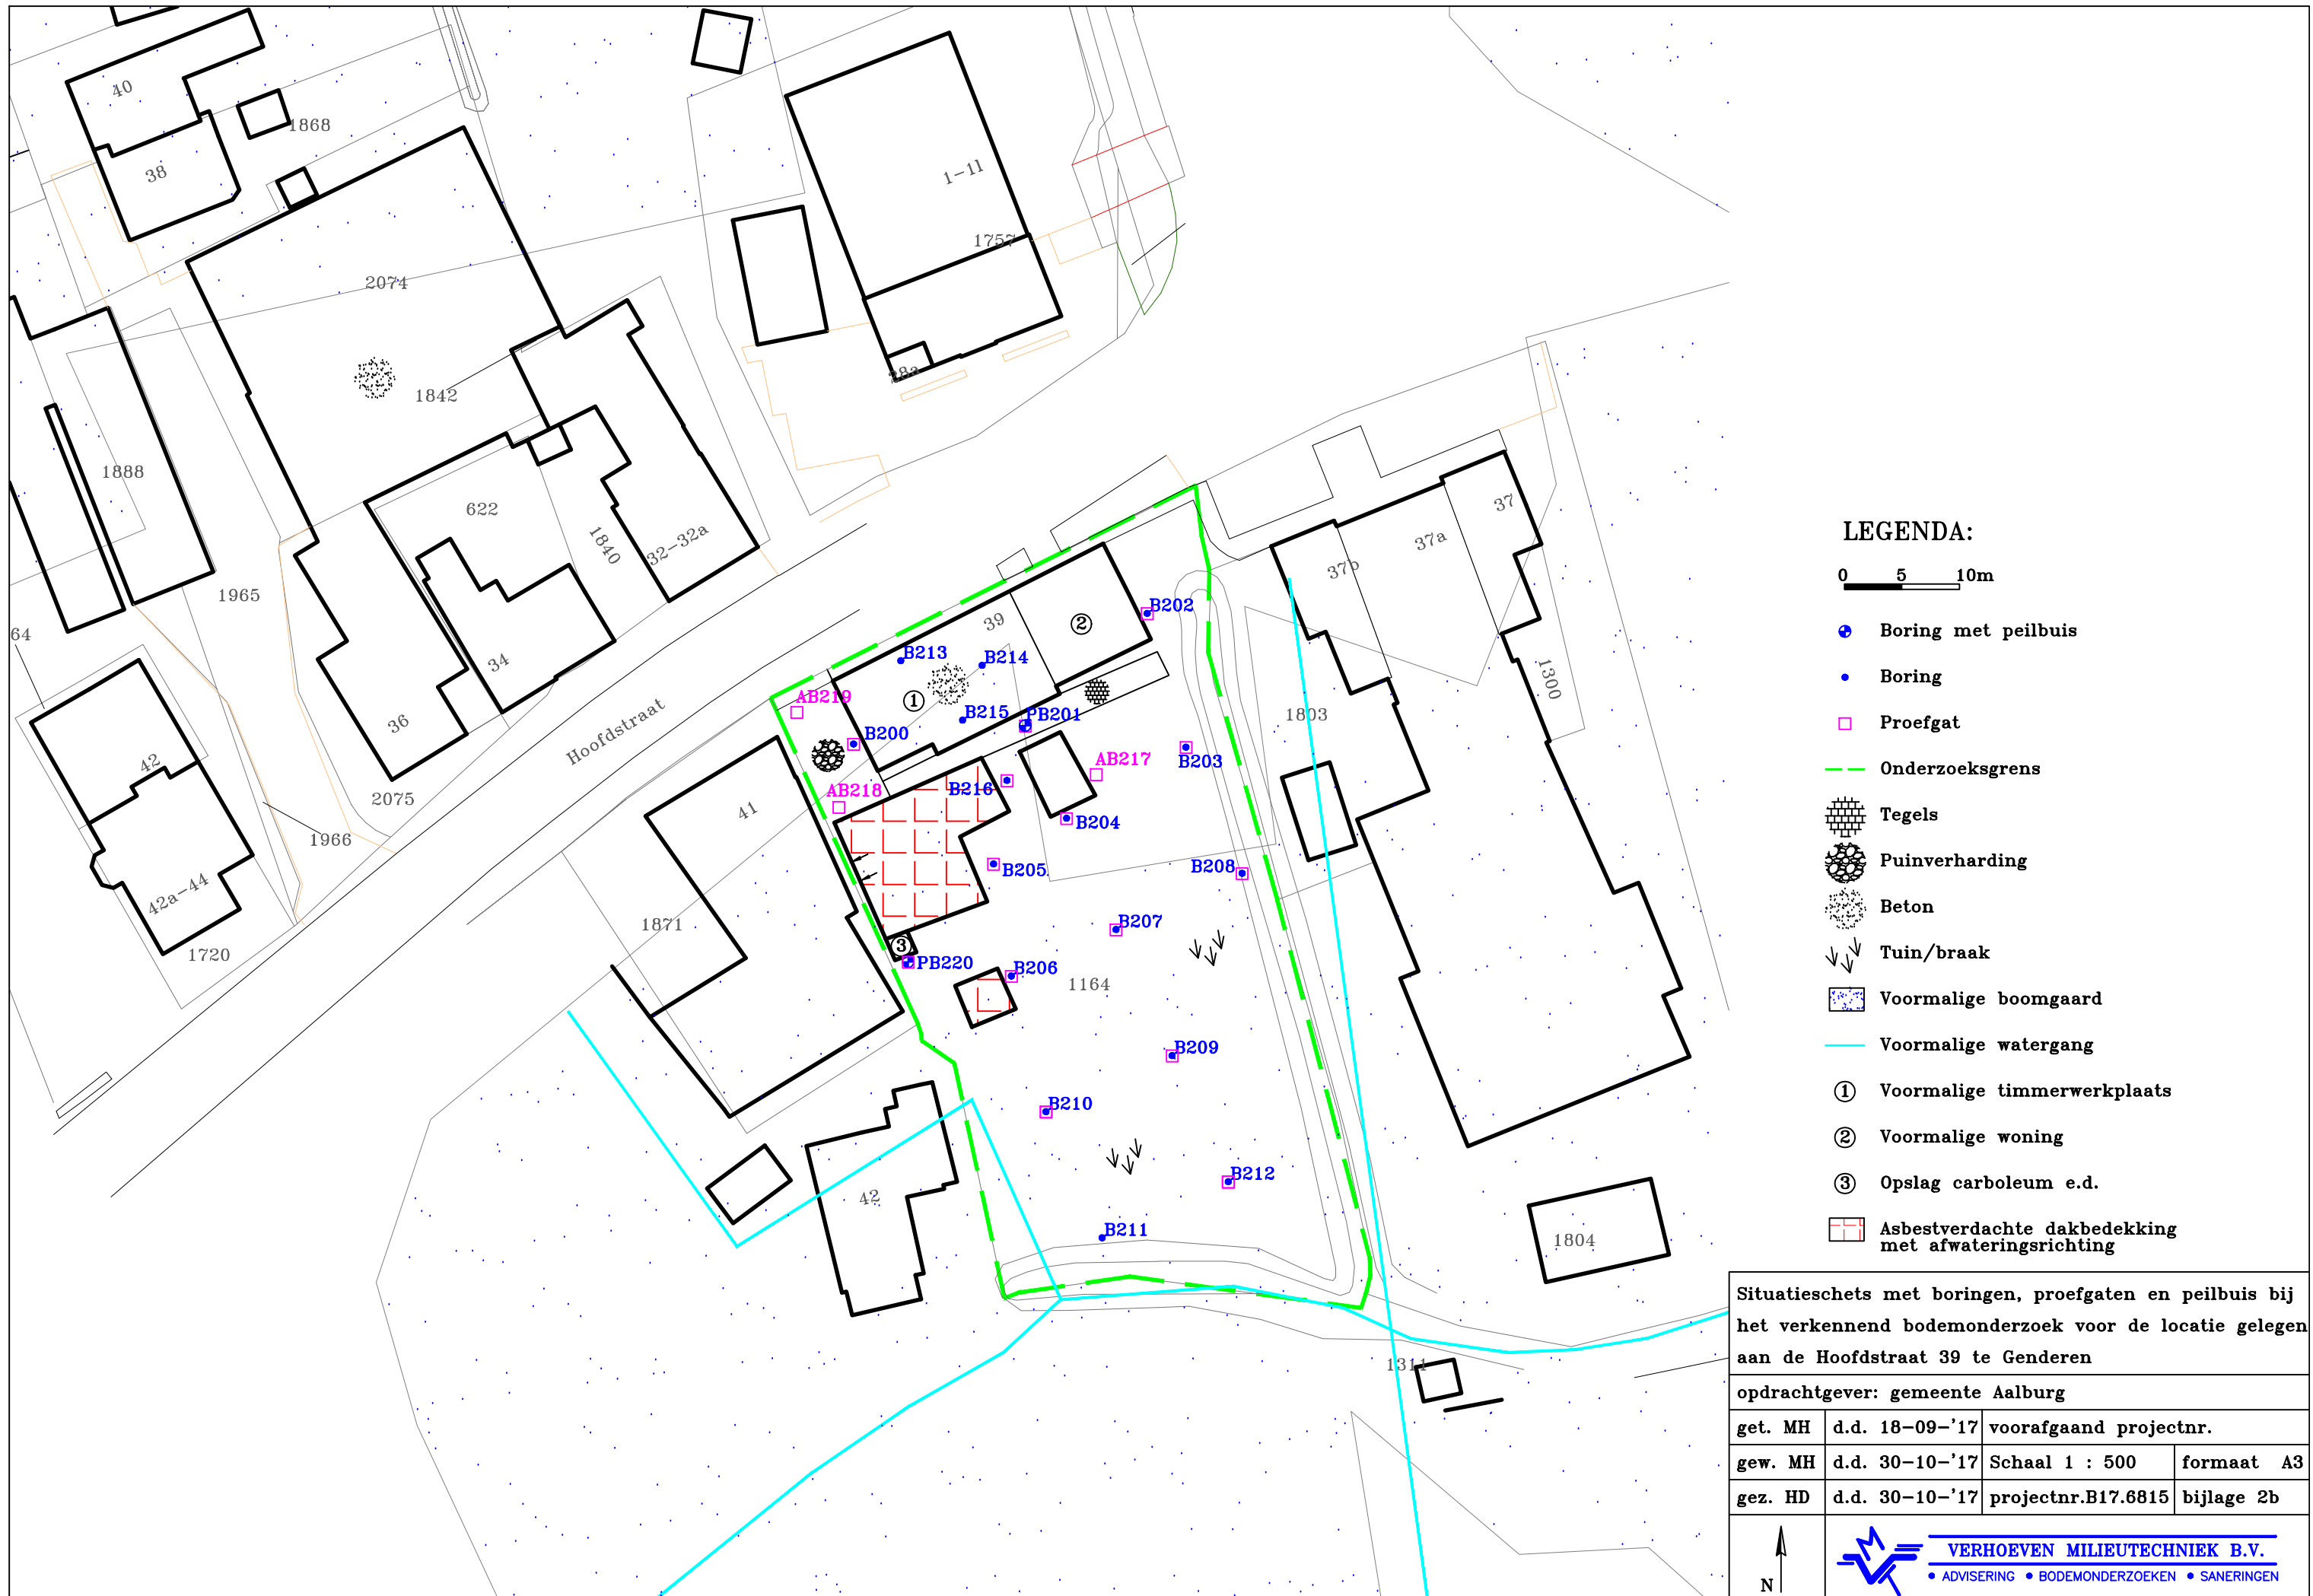 40
1868
38
1-11
1757
2074
28a
1842
1888
622
1840
32-32a
37
37a
37b
1965
64
39
2
B202
34
B213
B214
1300
AB219
1
36
Hoofdstraat
B215
PB201
1803
42
B200
B203
AB217
2075
B216
AB218
41
B204
1966
B205
B208
42a-44
1871
B207
1720
3
PB220
B206
1164
B209
B210
42
B212
B211
1804
1311
LEGENDA:
0 5 10m
Boring met peilbuis
Boring
Proefgat
Onderzoeksgrens
Tegels
Puinverharding
Beton
Tuin/braak
Voormalige boomgaard
Voormalige watergang
1 Voormalige timmerwerkplaats
2 Voormalige woning
3 Opslag carboleum e.d.
Asbestverdachte dakbedekking
met afwateringsrichting
Situatieschets met boringen, proefgaten en peilbuis bij
het verkennend bodemonderzoek voor de locatie gelegen
aan de Hoofdstraat 39 te Genderen
opdrachtgever: gemeente Aalburg
get. MH d.d. 18-09-'17 voorafgaand projectnr.
gew. MH d.d. 30-10-'17 Schaal 1 : 500 formaat A3
gez. HD d.d. 30-10-'17 projectnr.B17.6815 bijlage 2b
N
VERHOEVEN MILIEUTECHNIEK B.V.
• ADVISERING • BODEMONDERZOEKEN • SANERINGEN